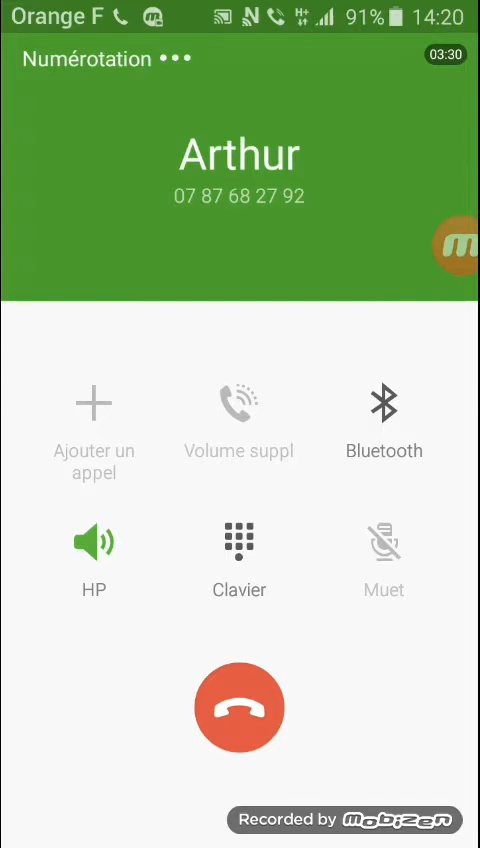 Orange F N H+ 91% 14:20
Numérotation ••• 03:30
Arthur
07 87 68 27 92
Ajouter un
appel
Volume suppl
Bluetooth
HP
Clavier
Muet
Recorded by Mobizen